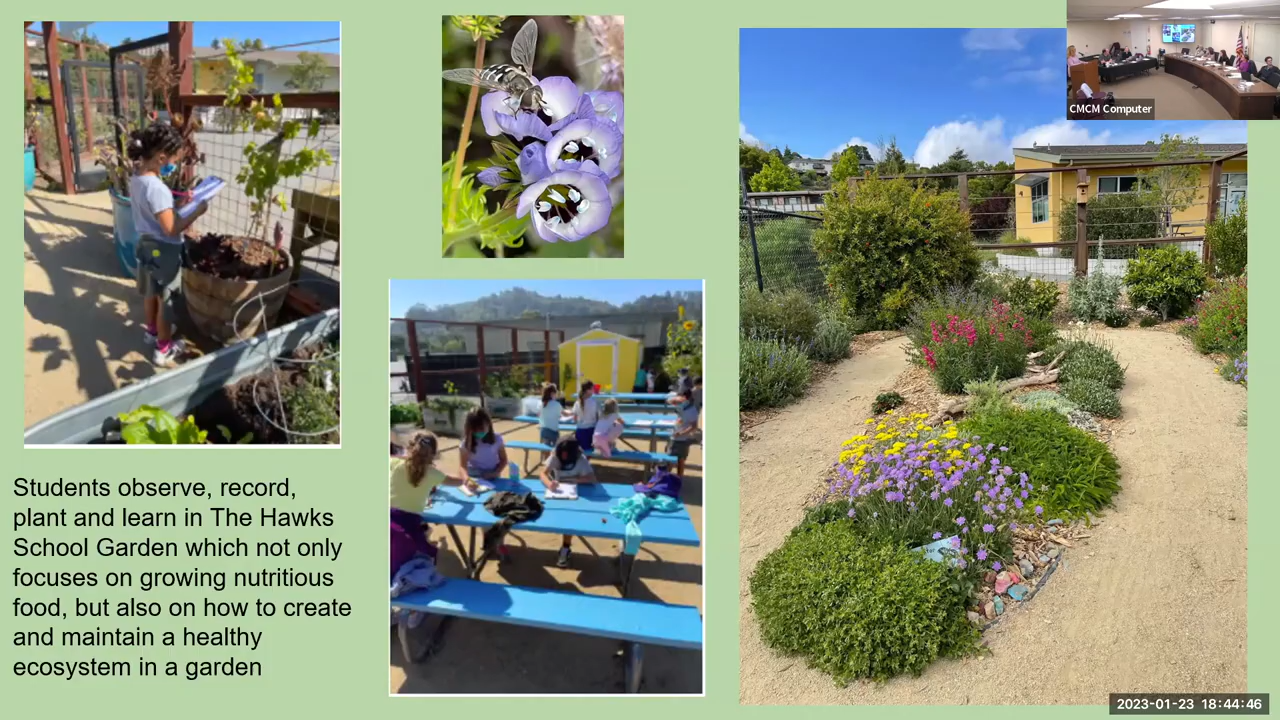 CMCM Computer
Students observe, record,
plant and learn in The Hawks
School Garden which not only
focuses on growing nutritious
food, but also on how to create
and maintain a healthy
ecosystem in a garden
2023-01-23 18:44:46